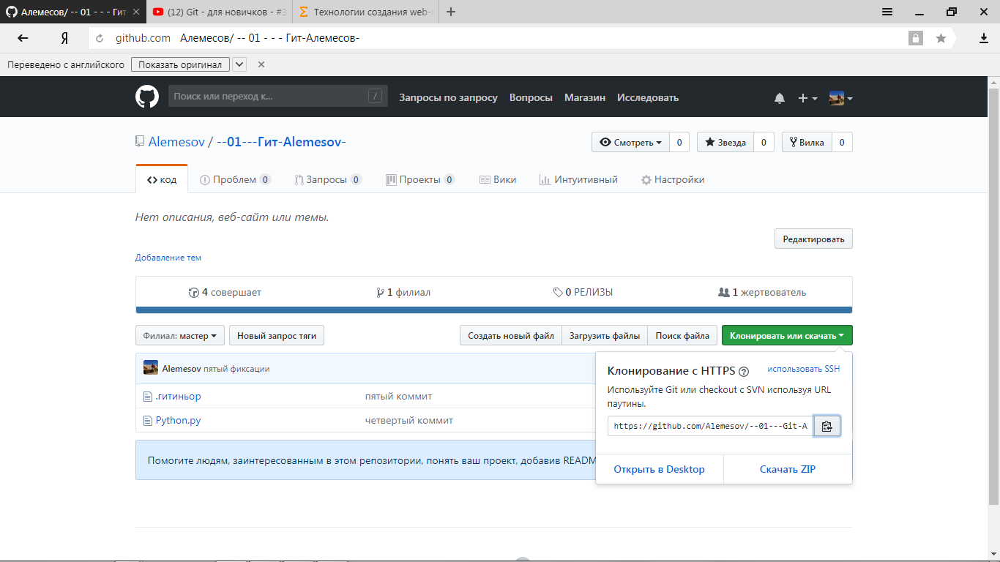 Алемесов/ -- 01 - - - Гит-
(12) Git - для новичков - #3
Технологии создания web-
github.com Алемесов/ -- 01 - - - Гит-Алемесов-
Переведено с английского Показать оригинал
Поиск или переход к... /
Запросы по запросу Вопросы Магазин Исследовать
Alemesov / --01---Гит-Alemesov-
Смотреть 0 Звезда 0 Вилка 0
код Проблем 0 Запросы 0 Проекты 0 Вики Интуитивный Настройки
Нет описания, веб-сайт или темы.
Редактировать
Добавление тем
4 совершает 1 филиал 0 РЕЛИЗЫ 1 жертвователь
Филиал: мастер Новый запрос тяги Создать новый файл Загрузить файлы Поиск файла Клонировать или скачать
Alemesov пятый фиксации
.гитиньор пятый коммит
Python.py четвертый коммит
Помогите людям, заинтересованным в этом репозитории, понять ваш проект, добавив READM
Клонирование с HTTPS использовать SSH
Используйте Git или checkout с SVN используя URL
паутины.
https://github.com/Alemesov/--01---Git-A
Открыть в Desktop Скачать ZIP